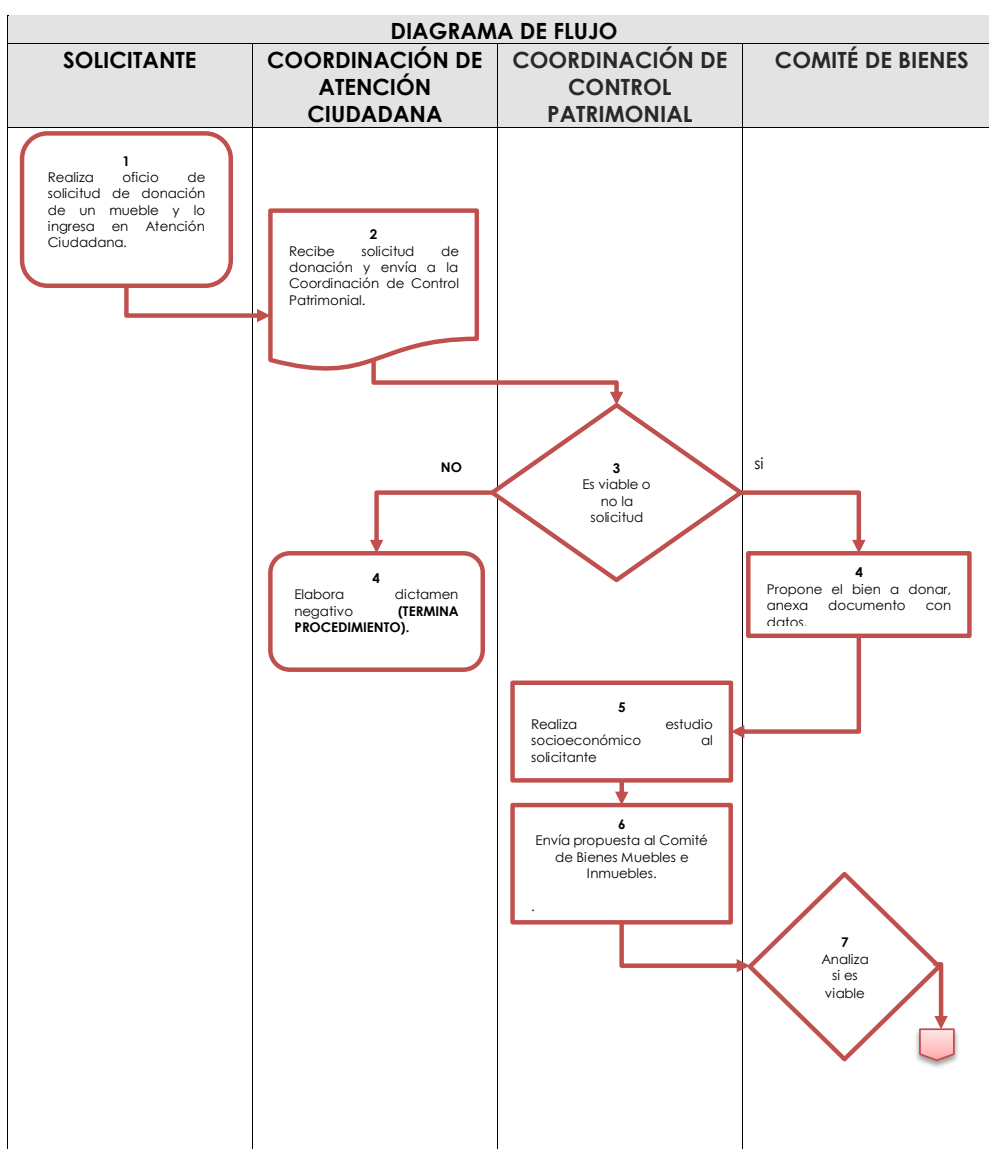 DIAGRAMA DE FLUJO
SOLICITANTE
COORDINACIÓN DE
ATENCIÓN
CIUDADANA
COORDINACIÓN DE
CONTROL
PATRIMONIAL
COMITÉ DE BIENES
1
Realiza oficio de
solicitud de donación
de un mueble y lo
ingresa en Atención
Ciudadana.
2
Recibe solicitud de
donación y envía a la
Coordinación de Control
Patrimonial.
NO
3
Es viable o
no la
solicitud
si
4
Elabora dictamen
negativo (TERMINA
PROCEDIMIENTO).
4
Propone el bien a donar,
anexa documento con
datos.
5
Realiza estudio
socioeconómico al
solicitante
6
Envía propuesta al Comité
de Bienes Muebles e
Inmuebles.
.
7
Analiza
si es
viable